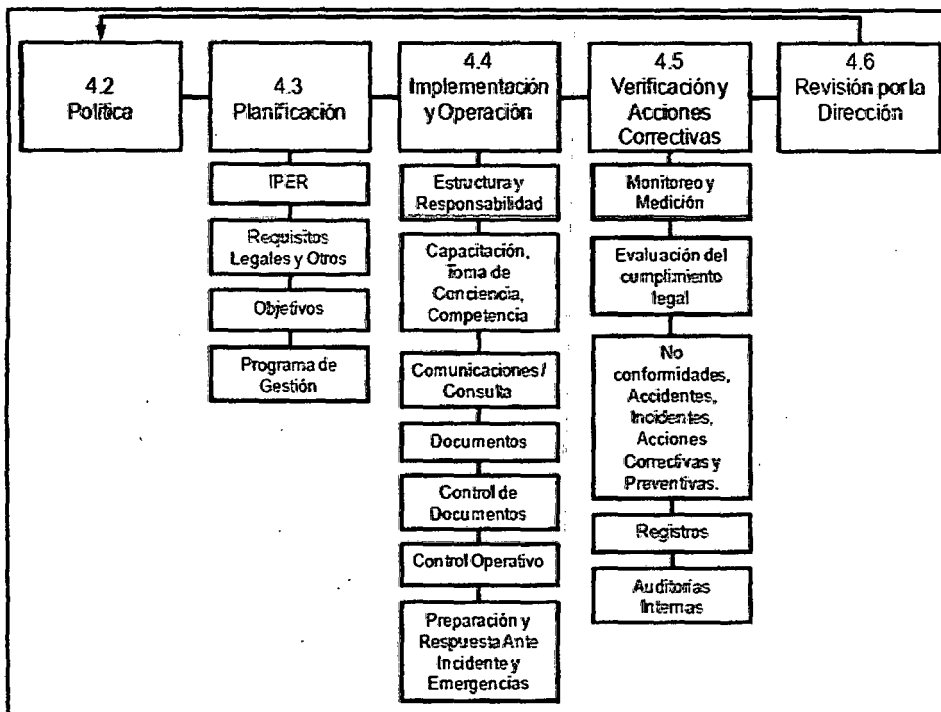 4.2
Política
4.3
Planificación
4.4
Implementación
y Operación
4.5
Verificación y
Acciones
Correctivas
4.6
Revisión por la
Dirección
IPER
Requisitos
Legales y Otros
Objetivos
Programa de
Gestión
Estructura y
Responsabilidad
Capacitación,
Toma de
Conciencia,
Competencia
Comunicaciones /
Consulta
Documentos
Control de
Documentos
Control Operativo
Preparación y
Respuesta Ante
Incidente y
Emergencias
Monitoreo y
Medición
Evaluación del
cumplimiento
legal
No
conformidades,
Accidentes,
Incidentes,
Acciones
Correctivas y
Preventivas.
Registros
Auditorías
Internas